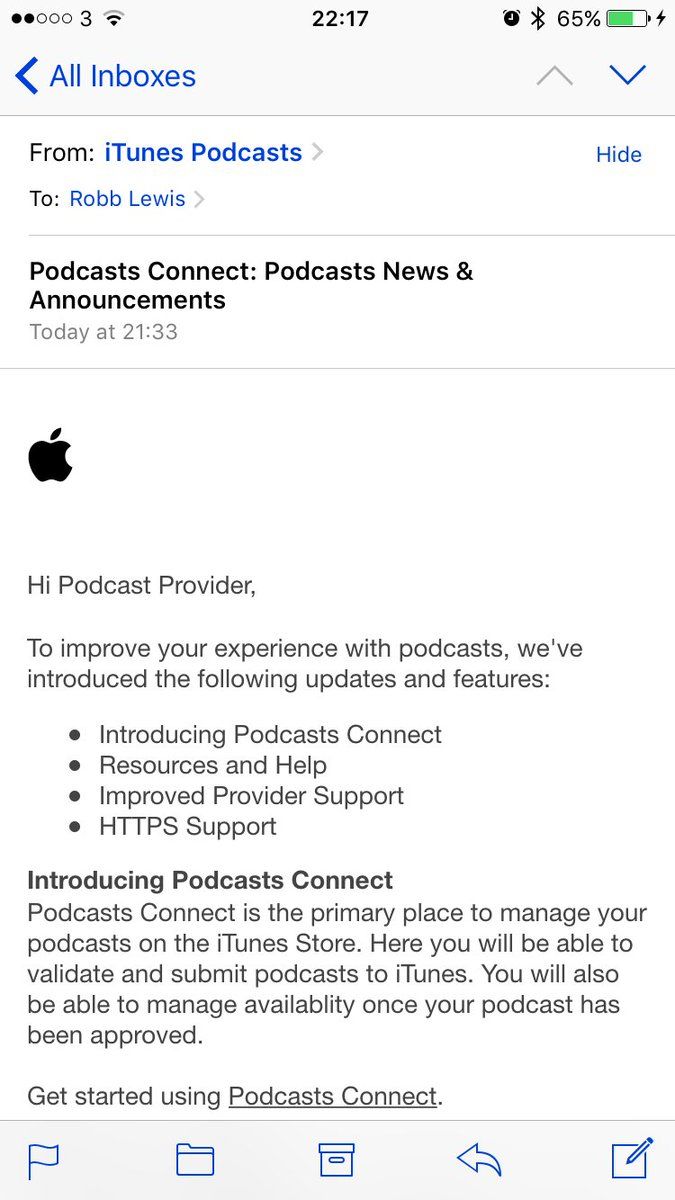 3 22:17 65%
All Inboxes
From: iTunes Podcasts Hide
To: Robb Lewis
Podcasts Connect: Podcasts News &
Announcements
Today at 21:33
Hi Podcast Provider,
To improve your experience with podcasts, we've
introduced the following updates and features:
• Introducing Podcasts Connect
• Resources and Help
• Improved Provider Support
• HTTPS Support
Introducing Podcasts Connect
Podcasts Connect is the primary place to manage your
podcasts on the iTunes Store. Here you will be able to
validate and submit podcasts to iTunes. You will also
be able to manage availablity once your podcast has
been approved.
Get started using Podcasts Connect.